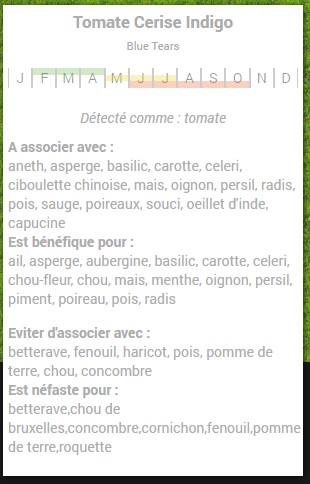 Tomate Cerise Indigo
Blue Tears
J F M A M J J A S O N D
Détecté comme : tomate
A associer avec :
aneth, asperge, basilic, carotte, celeri,
ciboulette chinoise, mais, oignon, persil, radis,
pois, sauge, poireaux, souci, oeillet d'inde,
capucine
Est bénéfique pour :
ail, asperge, aubergine, basilic, carotte, celeri,
chou-fleur, chou, mais, menthe, oignon, persil,
piment, poireau, pois, radis
Eviter d'associer avec :
betterave, fenouil, haricot, pois, pomme de
terre, chou, concombre
Est néfaste pour :
betterave,chou de
bruxelles,concombre,cornichon,fenouil,pomme
de terre,roquette